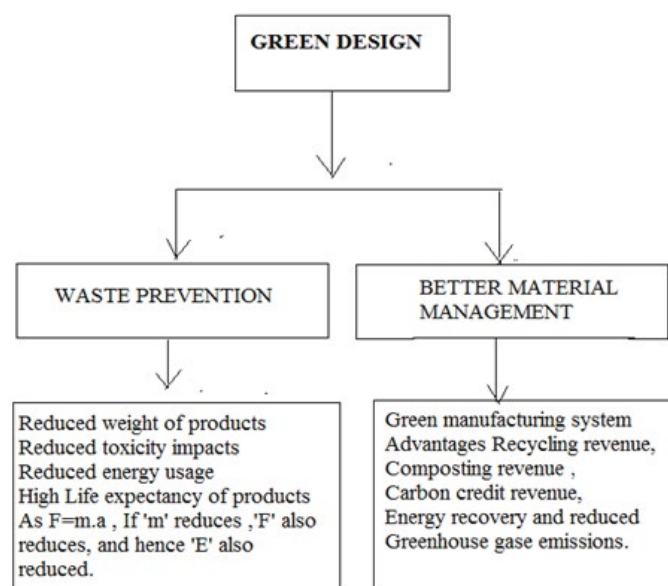 GREEN DESIGN
WASTE PREVENTION
BETTER MATERIAL
MANAGEMENT
Reduced weight of products
Reduced toxicity impacts
Reduced energy usage
High Life expectancy of products
As F=m.a , If 'm' reduces ,'F' also
reduces, and hence 'E' also
reduced.
Green manufacturing system
Advantages Recycling revenue,
Composting revenue ,
Carbon credit revenue,
Energy recovery and reduced
Greenhouse gase emissions.